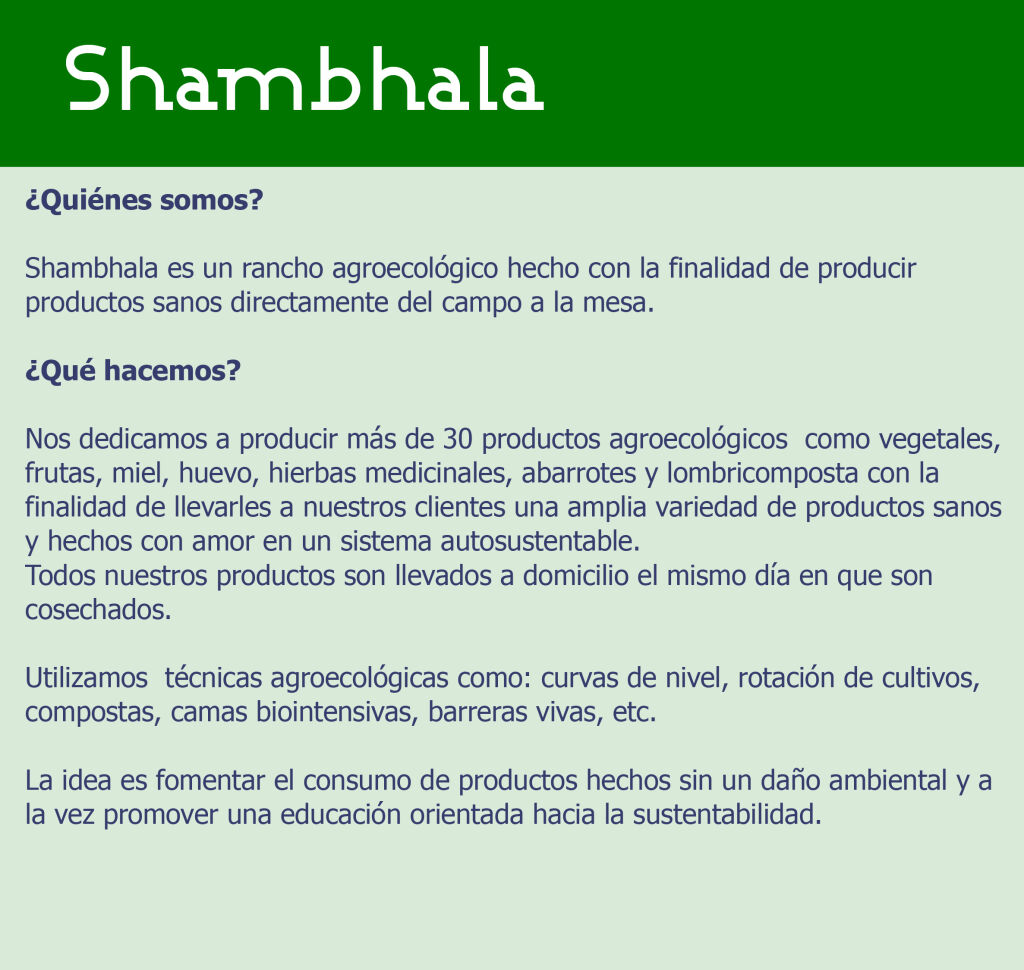 Shambhala
¿Quiénes somos?
Shambhala es un rancho agroecológico hecho con la finalidad de producir
productos sanos directamente del campo a la mesa.
¿Qué hacemos?
Nos dedicamos a producir más de 30 productos agroecológicos  como vegetales,
frutas, miel, huevo, hierbas medicinales, abarrotes y lombricomposta con la
finalidad de llevarles a nuestros clientes una amplia variedad de productos sanos
y hechos con amor en un sistema autosustentable.
Todos nuestros productos son llevados a domicilio el mismo día en que son
cosechados.
Utilizamos  técnicas agroecológicas como: curvas de nivel, rotación de cultivos,
compostas, camas biointensivas, barreras vivas, etc.
La idea es fomentar el consumo de productos hechos sin un daño ambiental y a
la vez promover una educación orientada hacia la sustentabilidad.